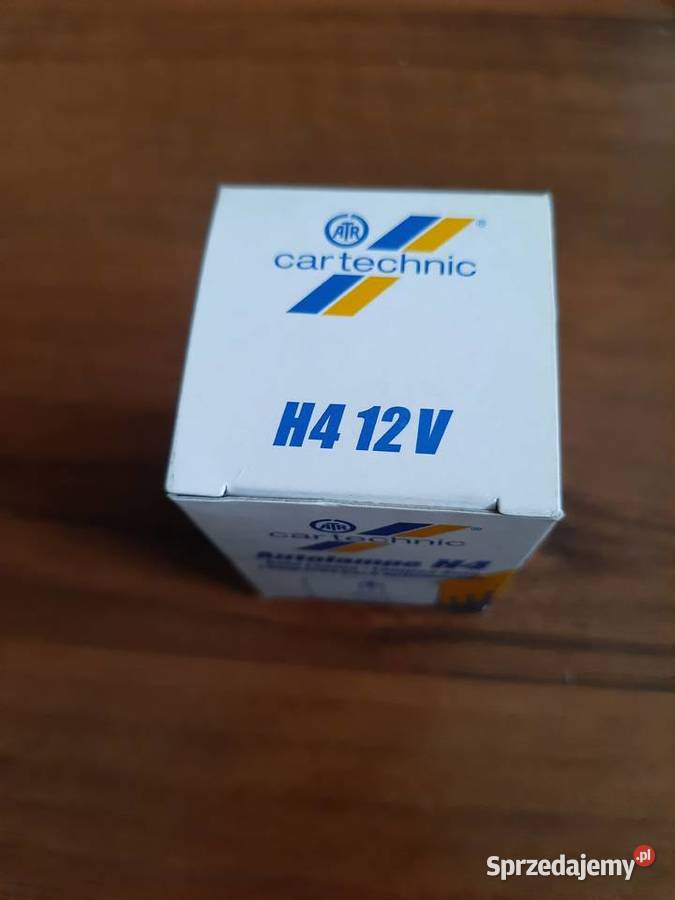 ATR
cartechnic®
H4 12V
ATR
cartechnic®
Autolampe H4
Sprzedajemy.pl